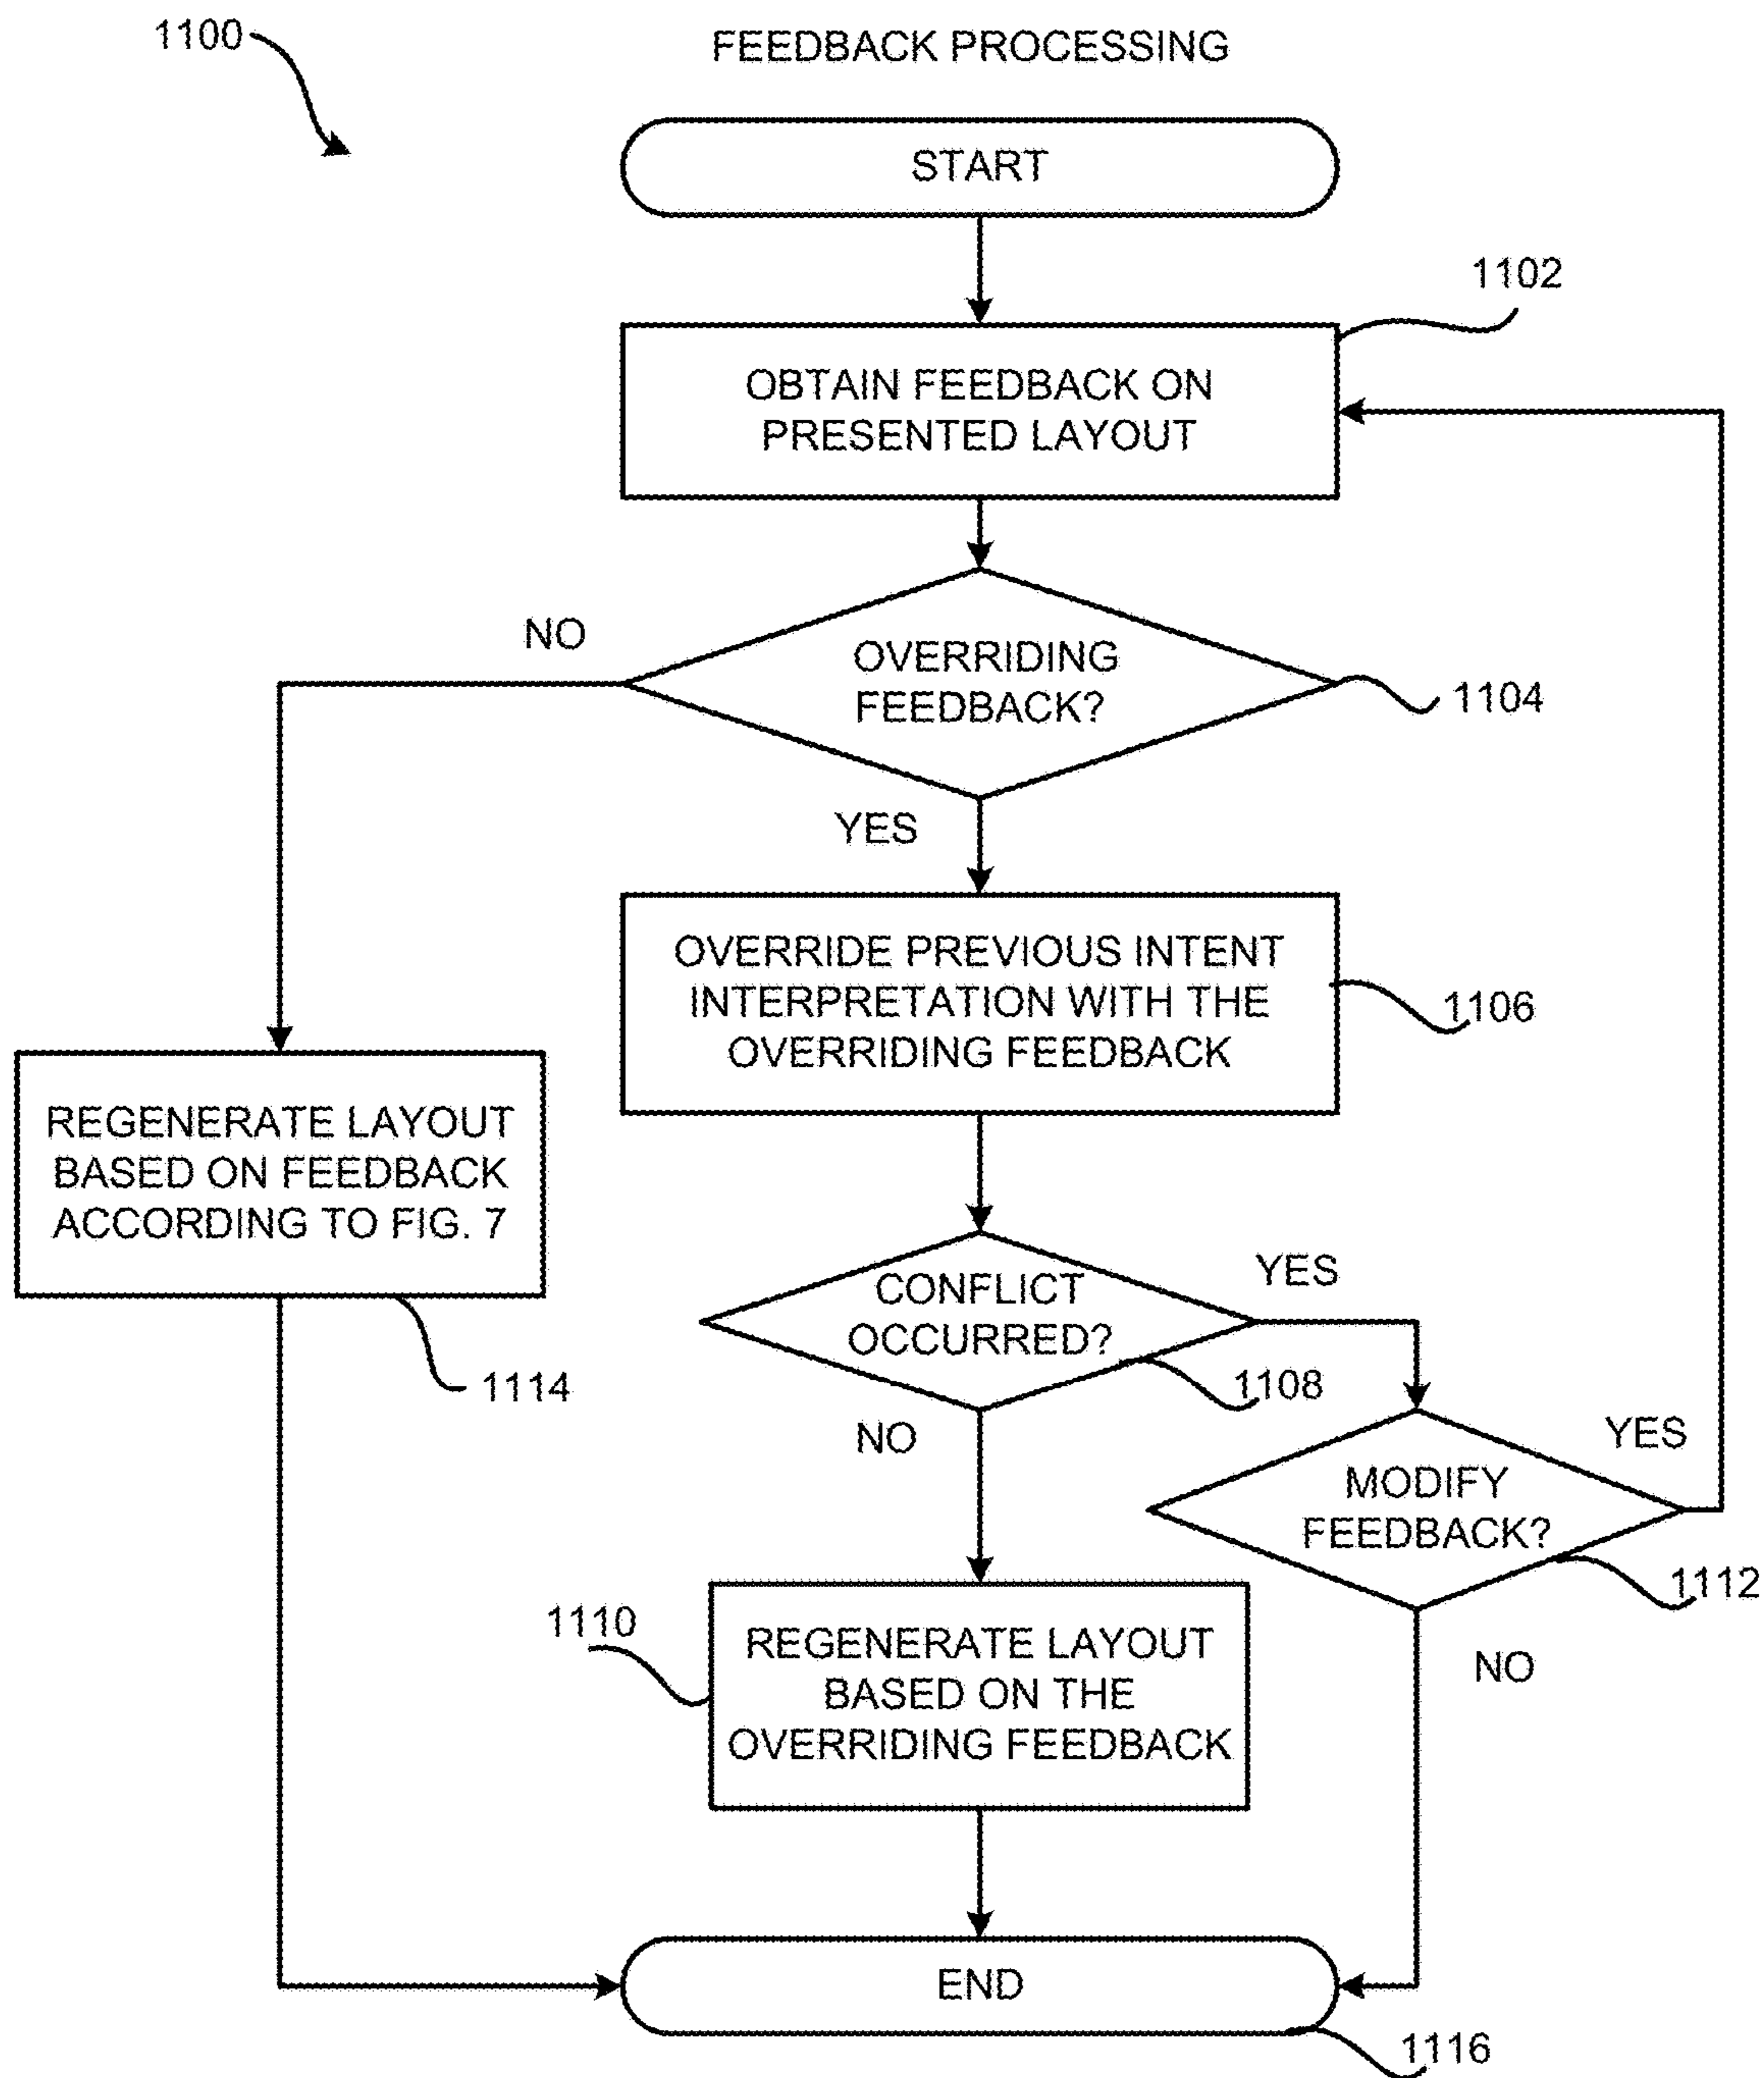 1100
FEEDBACK PROCESSING
START
1102
OBTAIN FEEDBACK ON
PRESENTED LAYOUT
NO
OVERRIDING
FEEDBACK?
1104
YES
OVERRIDE PREVIOUS INTENT
INTERPRETATION WITH THE
OVERRIDING FEEDBACK
1106
REGENERATE LAYOUT
BASED ON FEEDBACK
ACCORDING TO FIG. 7
1114
CONFLICT
OCCURRED?
YES
1108
NO
MODIFY
FEEDBACK?
YES
1112
NO
1110
REGENERATE LAYOUT
BASED ON THE
OVERRIDING FEEDBACK
END
1116